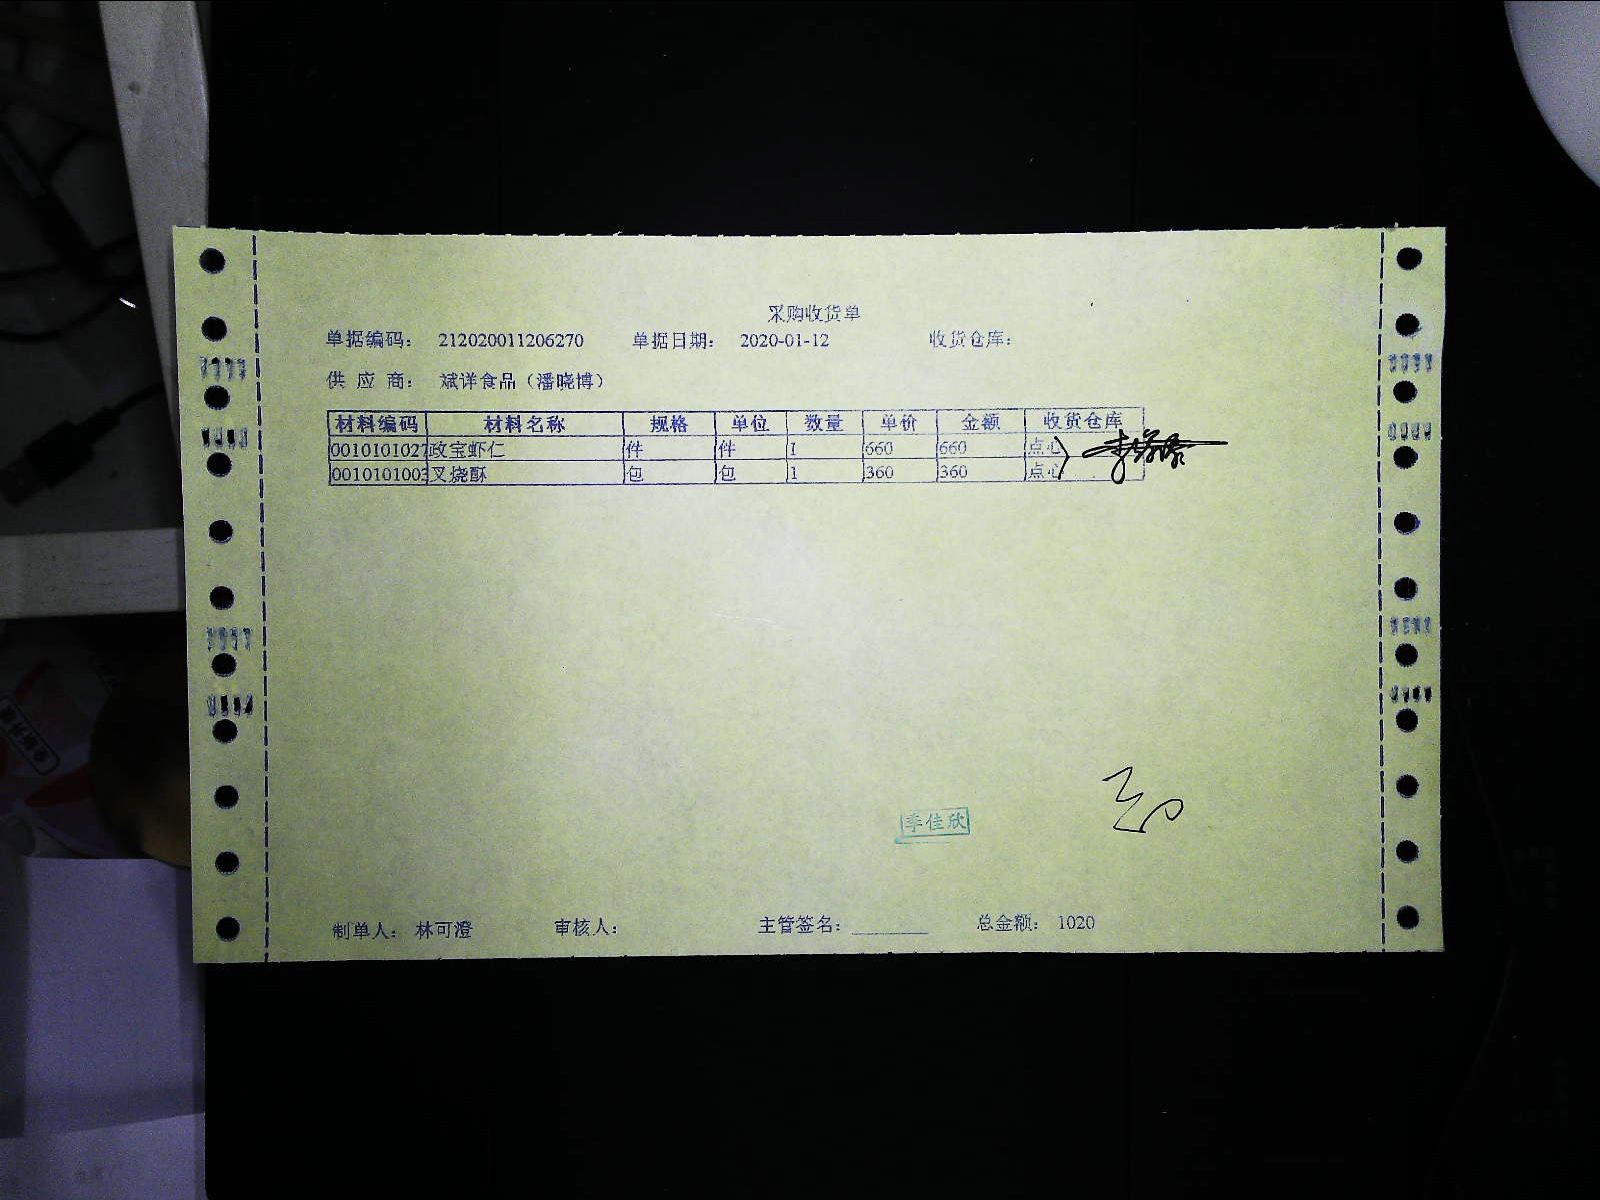 采购收货单
单据编码： 212020011206270 单据日期： 2020-01-12 收货仓库：
供 应 商： 斌洋食品（潘晓博）
材料编码 材料名称 规格 单位 数量 单价 金额 收货仓库
0010101027 政宝虾仁 件 件 1 660 660 点心
0010101003 叉烧酥 包 包 1 360 360 点心
季佳欣
制单人： 林可澄 审核人： 主管签名： 总金额： 1020